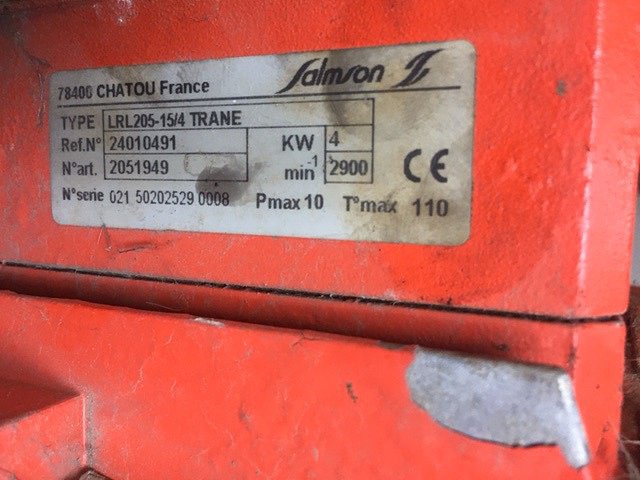 78400 CHATOU France Salmson
TYPE LRL205-15/4 TRANE
Ref.N° 24010491 KW 4
N°art. 2051949 min-1 2900 CE
N°serie 021 50202529 0008 Pmax 10 T°max 110